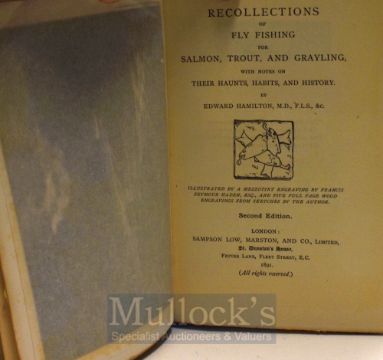 RECOLLECTIONS
OF
FLY FISHING
FOR
SALMON, TROUT, AND GRAYLING,
WITH NOTES ON
THEIR HAUNTS, HABITS, AND HISTORY.
BY
EDWARD HAMILTON, M.D., F.L.S., &c.
ILLUSTRATED BY A MEZZOTINT ENGRAVING BY FRANCIS
SEYMOUR HADEN, ESQ., AND FIVE FULL PAGE WOOD
ENGRAVINGS FROM SKETCHES BY THE AUTHOR.
Second Edition.
LONDON:
SAMPSON LOW, MARSTON, AND CO., LIMITED,
St. Dunstan's House,
FETTER LANE, FLEET STREET, E.C.
1891.
(All rights reserved.)
Mullock's
Specialist Auctioneers & Valuers